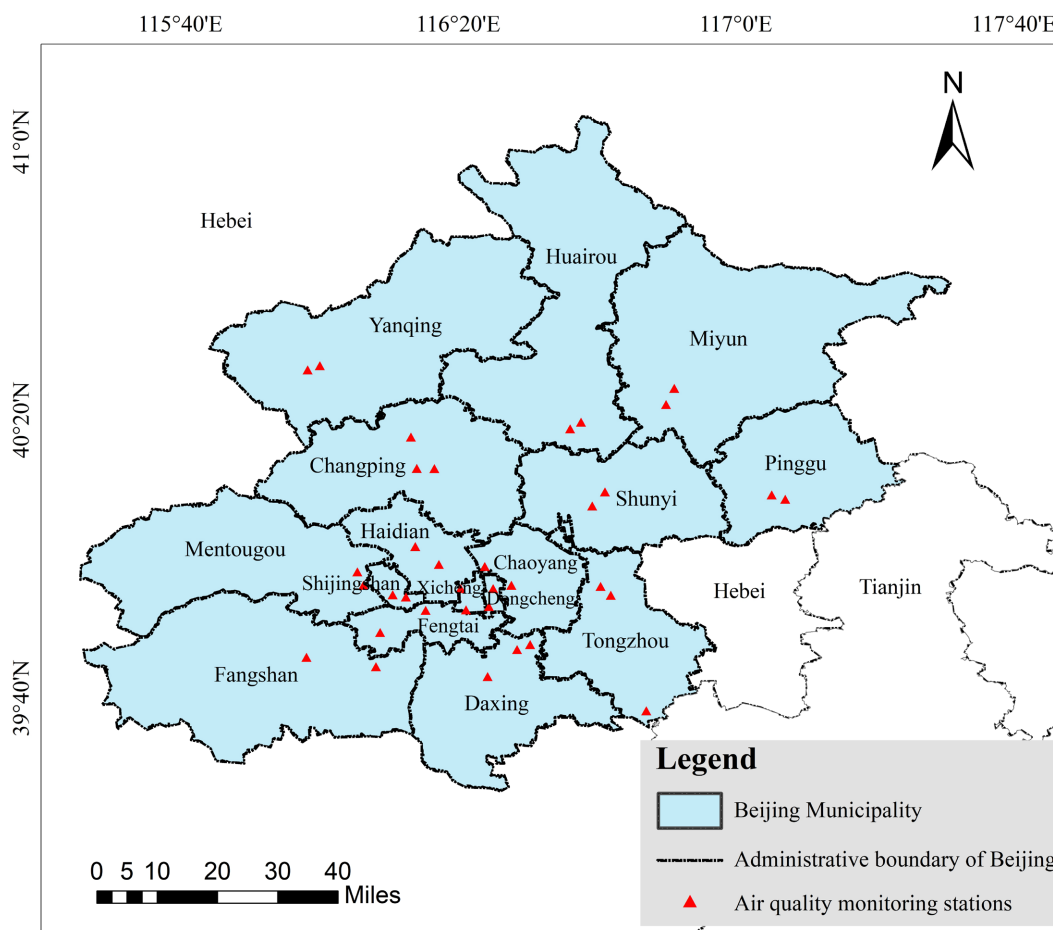 115°40'E
116°20'E
117°0'E
117°40'E
N
41°0'N
Hebei
Huairou
Yanqing
Miyun
40°20'N
Changping
Pinggu
Shunyi
Haidian
Mentougou
Chaoyang
Shijingshan
Xicheng
Dongcheng
Hebei
Tianjin
Fengtai
Tongzhou
Fangshan
Daxing
39°40'N
Legend
Beijing Municipality
Administrative boundary of Beijing
Air quality monitoring stations
0 5 10 20 30 40
Miles